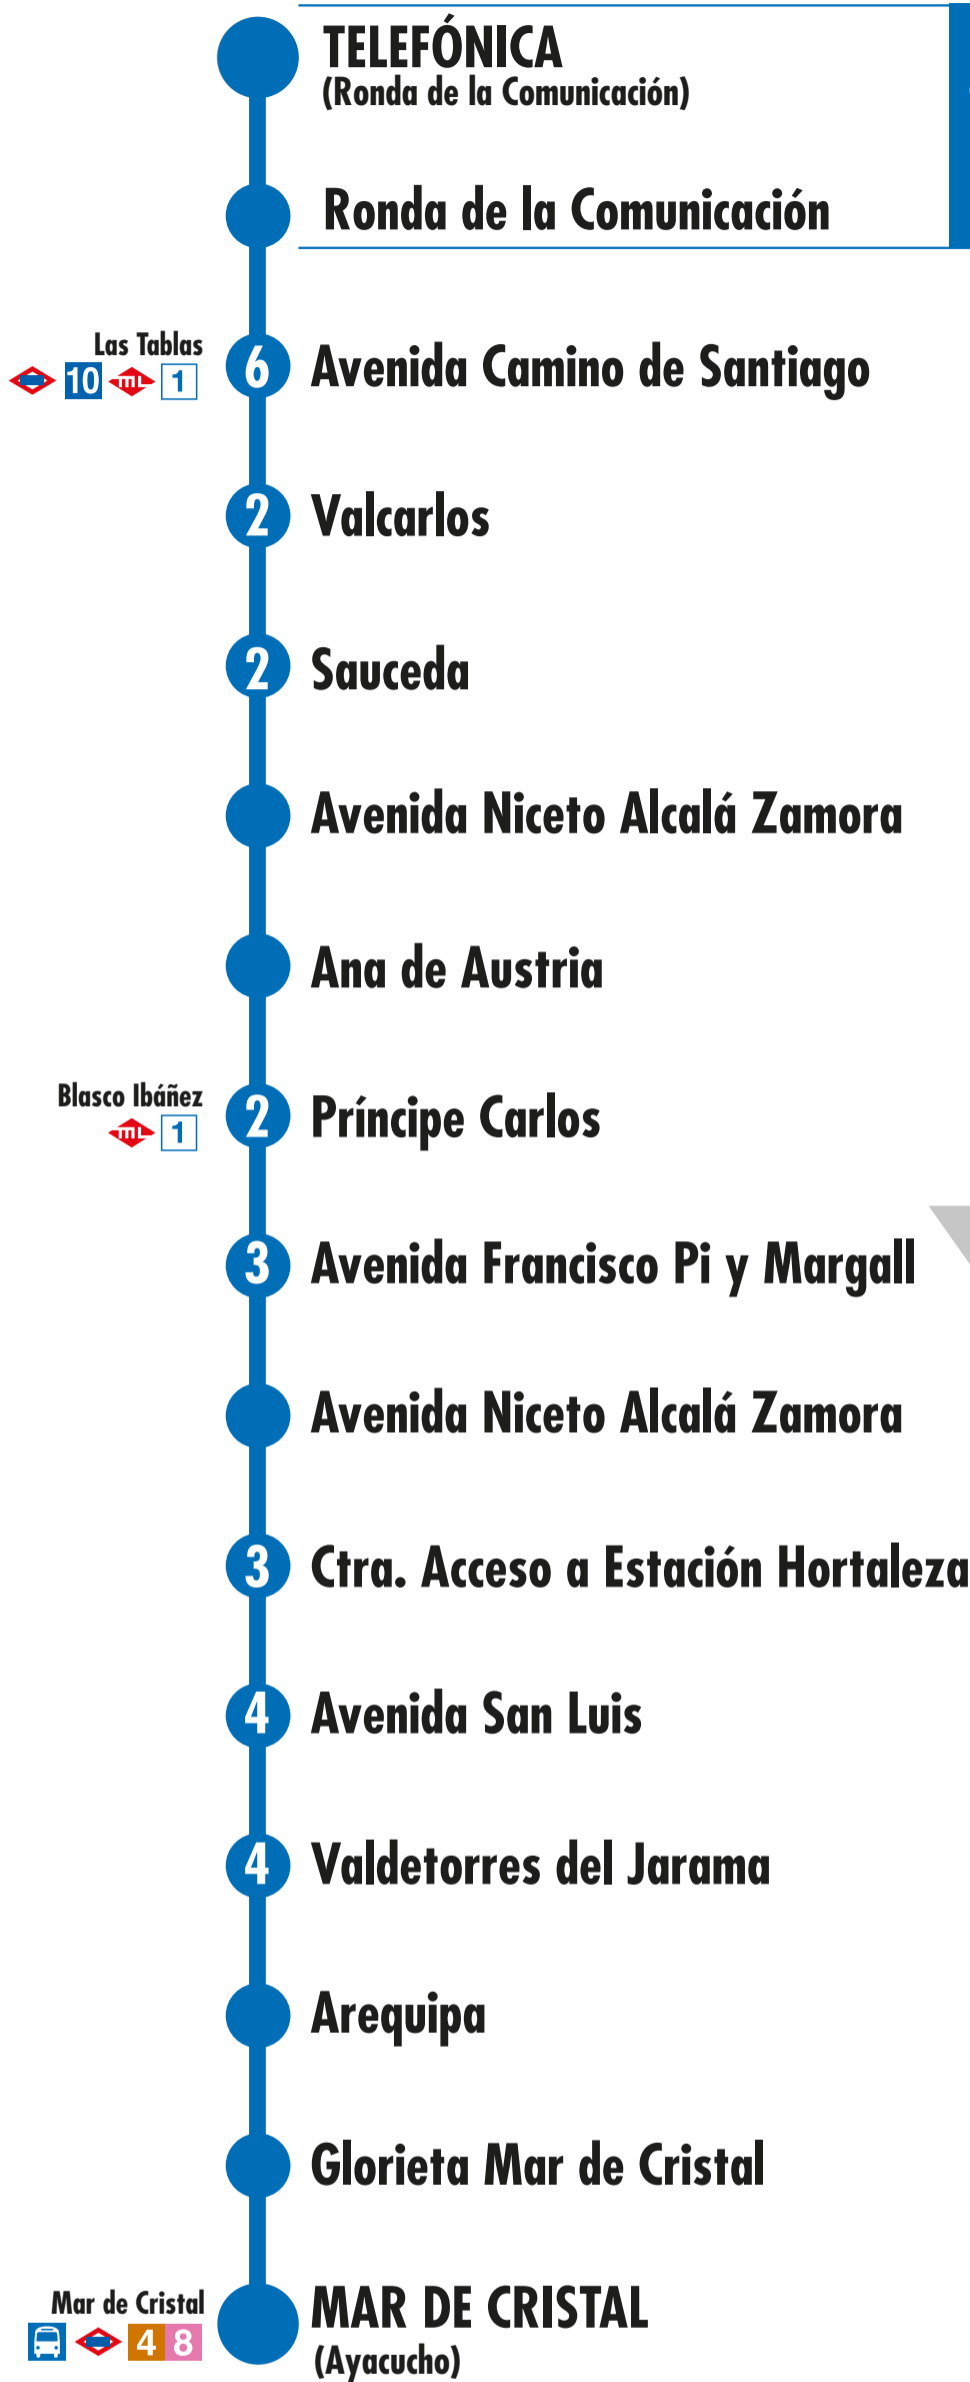 TELEFÓNICA
(Ronda de la Comunicación)
Ronda de la Comunicación
Las Tablas
10 ML 1
6 Avenida Camino de Santiago
2 Valcarlos
2 Sauceda
Avenida Niceto Alcalá Zamora
Ana de Austria
Blasco Ibáñez
ML 1
2 Príncipe Carlos
3 Avenida Francisco Pi y Margall
Avenida Niceto Alcalá Zamora
3 Ctra. Acceso a Estación Hortaleza
4 Avenida San Luis
4 Valdetorres del Jarama
Arequipa
Glorieta Mar de Cristal
Mar de Cristal
4 8
MAR DE CRISTAL
(Ayacucho)